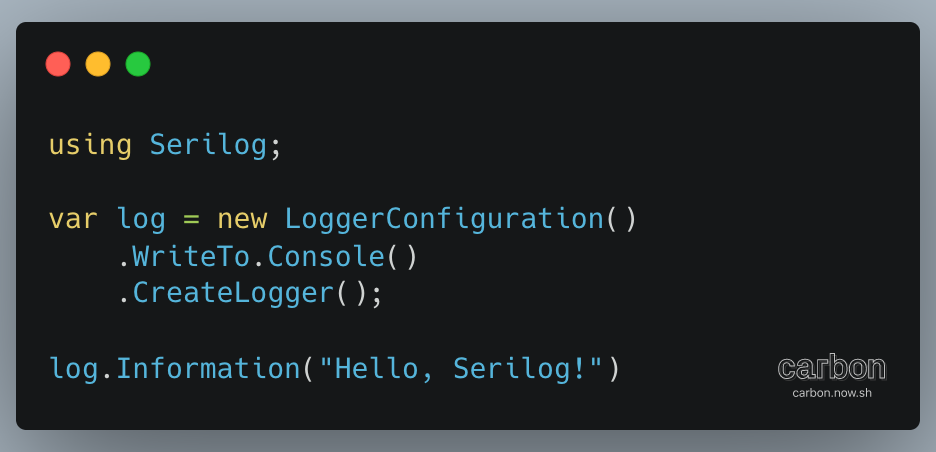 using Serilog;
var log = new LoggerConfiguration()
    .WriteTo.Console()
    .CreateLogger();
log.Information("Hello, Serilog!")
carbon
carbon.now.sh